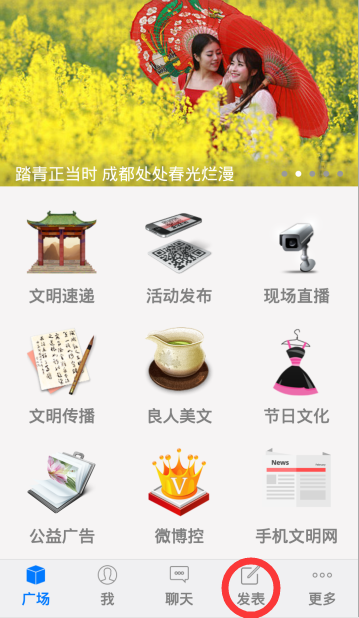 踏青正当时 成都处处春光烂漫
文明速递 活动发布 现场直播
文明传播 良人美文 节日文化
News
V
公益广告 微博控 手机文明网
广场 我 聊天 发表 更多